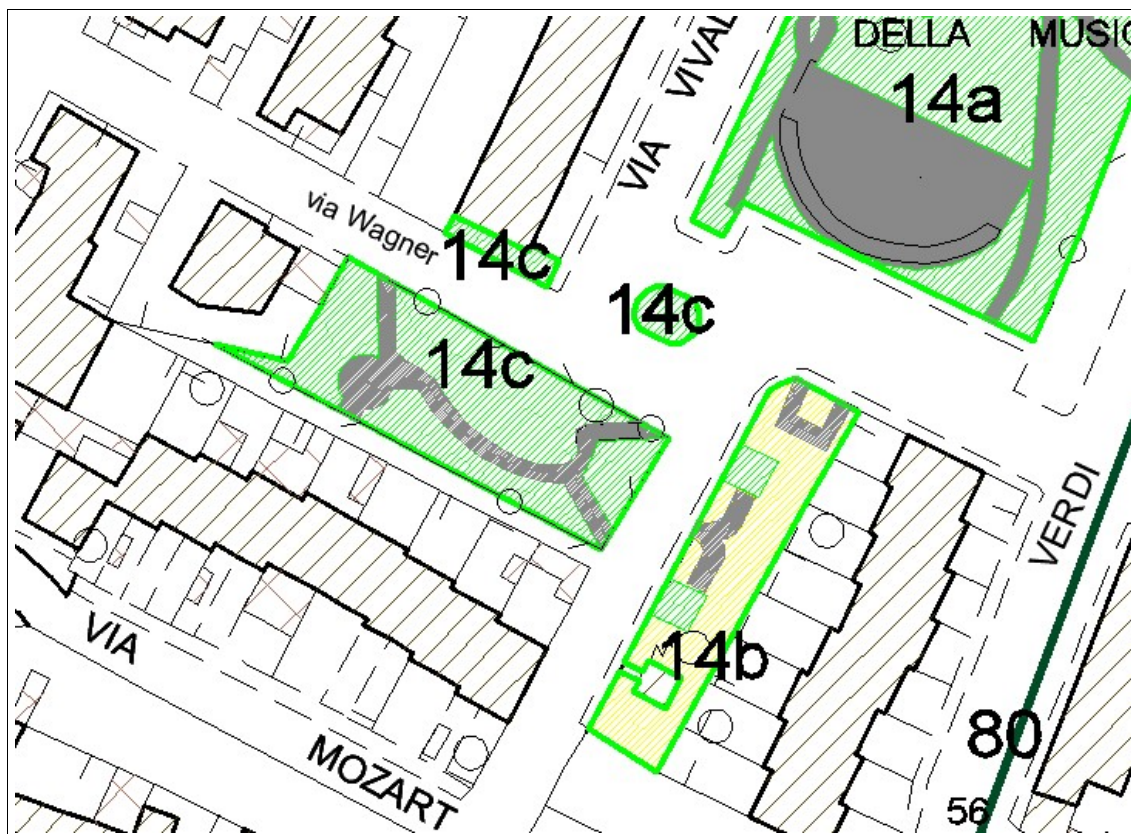 DELLA MUSIC
14a
VIA VIVAL
via Wagner
14c
14c
14c
VERDI
14b
VIA MOZART
80
56